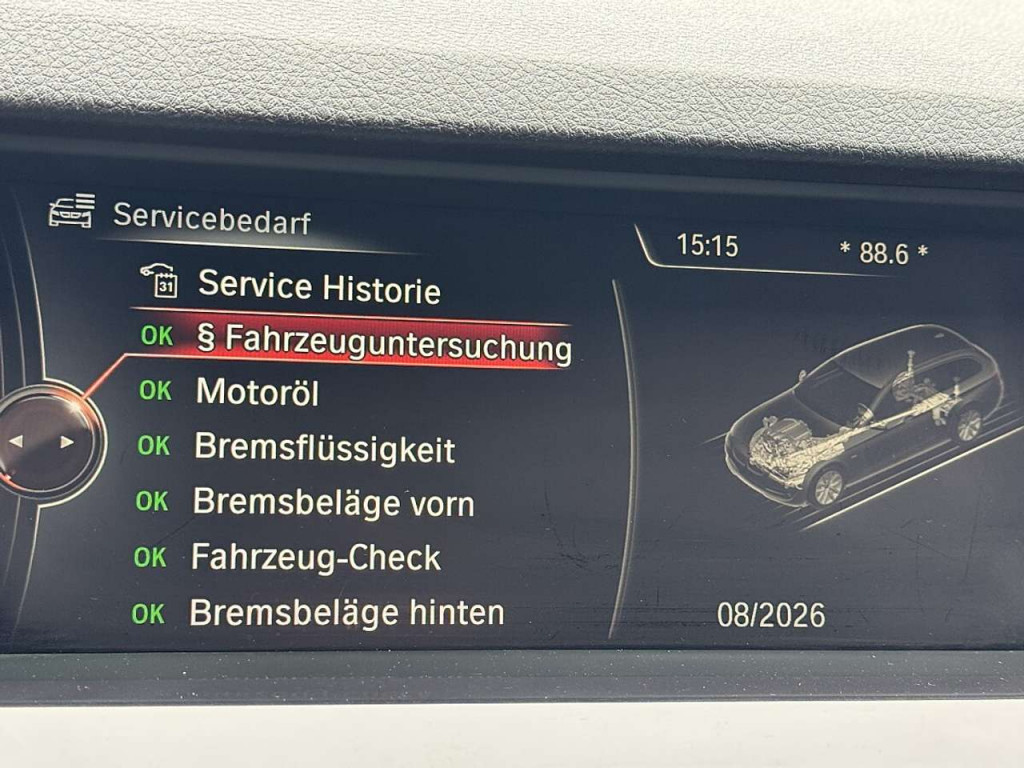 Servicebedarf
15:15
* 88.6 *
31
Service Historie
OK § Fahrzeuguntersuchung
OK Motoröl
OK Bremsflüssigkeit
OK Bremsbeläge vorn
OK Fahrzeug-Check
OK Bremsbeläge hinten
08/2026